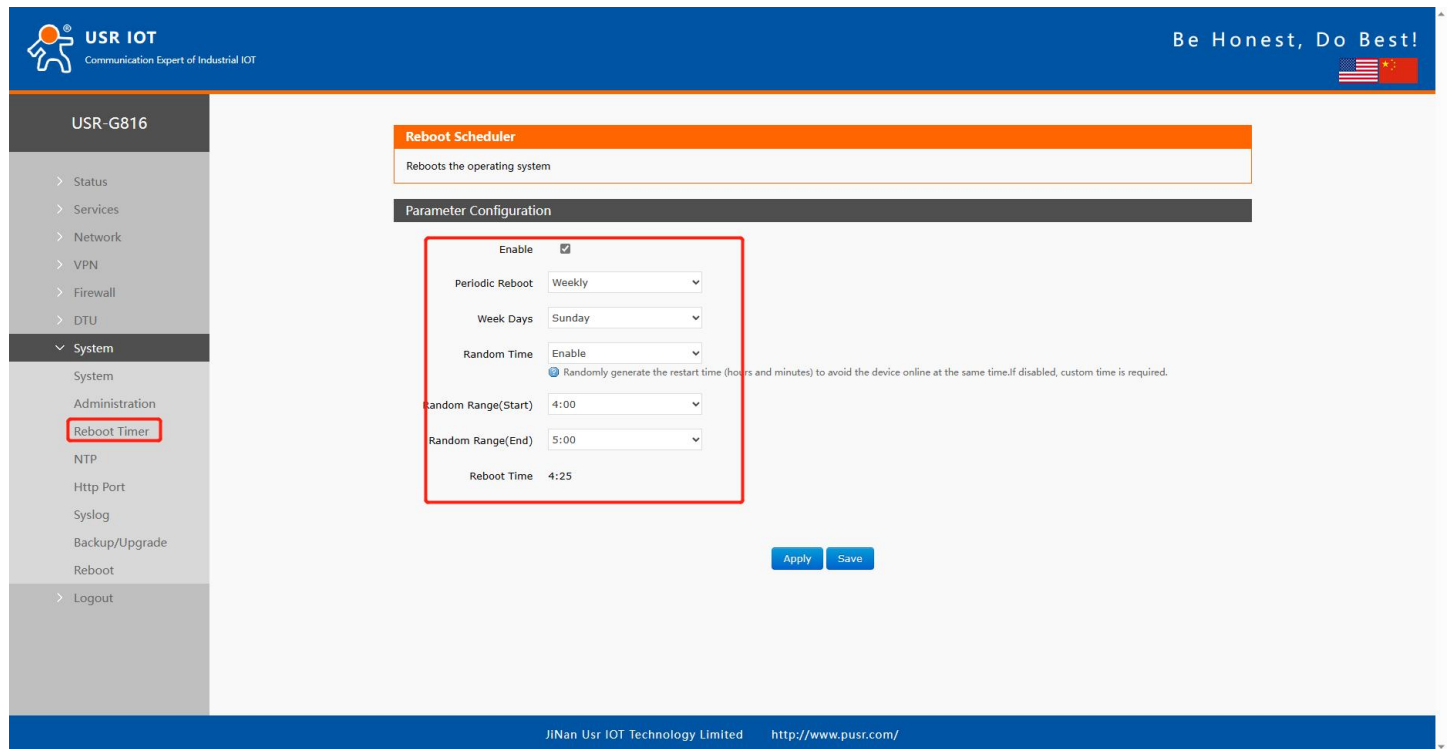 USR IOT
Communication Expert of Industrial IOT
Be Honest, Do Best!
USR-G816
Status
Services
Network
VPN
Firewall
DTU
System
System
Administration
Reboot Timer
NTP
Http Port
Syslog
Backup/Upgrade
Reboot
Logout
Reboot Scheduler
Reboots the operating system
Parameter Configuration
Enable
Periodic Reboot Weekly
Week Days Sunday
Random Time Enable
Randomly generate the restart time (hours and minutes) to avoid the device online at the same time.If disabled, custom time is required.
Random Range(Start) 4:00
Random Range(End) 5:00
Reboot Time 4:25
Apply Save
JiNan Usr IOT Technology Limited http://www.pusr.com/